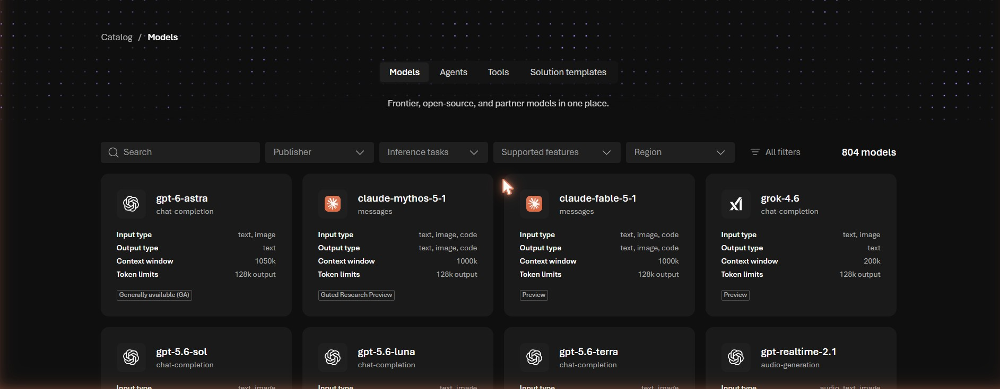 Catalog / Models
Models Agents Tools Solution templates
Frontier, open-source, and partner models in one place.
Search Publisher Inference tasks Supported features Region All filters 804 models
gpt-6-astra
chat-completion
Input type text, image
Output type text
Context window 1050k
Token limits 128k output
Generally available (GA)
claude-mythos-5-1
messages
Input type text, image, code
Output type text, image, code
Context window 1000k
Token limits 128k output
Gated Research Preview
claude-fable-5-1
messages
Input type text, image, code
Output type text, image, code
Context window 1000k
Token limits 128k output
Preview
grok-4.6
chat-completion
Input type text, image
Output type text
Context window 200k
Token limits 128k output
Preview
gpt-5.6-sol
chat-completion
Input type text, image
gpt-5.6-luna
chat-completion
Input type text, image
gpt-5.6-terra
chat-completion
Input type text, image
gpt-realtime-2.1
audio-generation
Input type audio, text, image